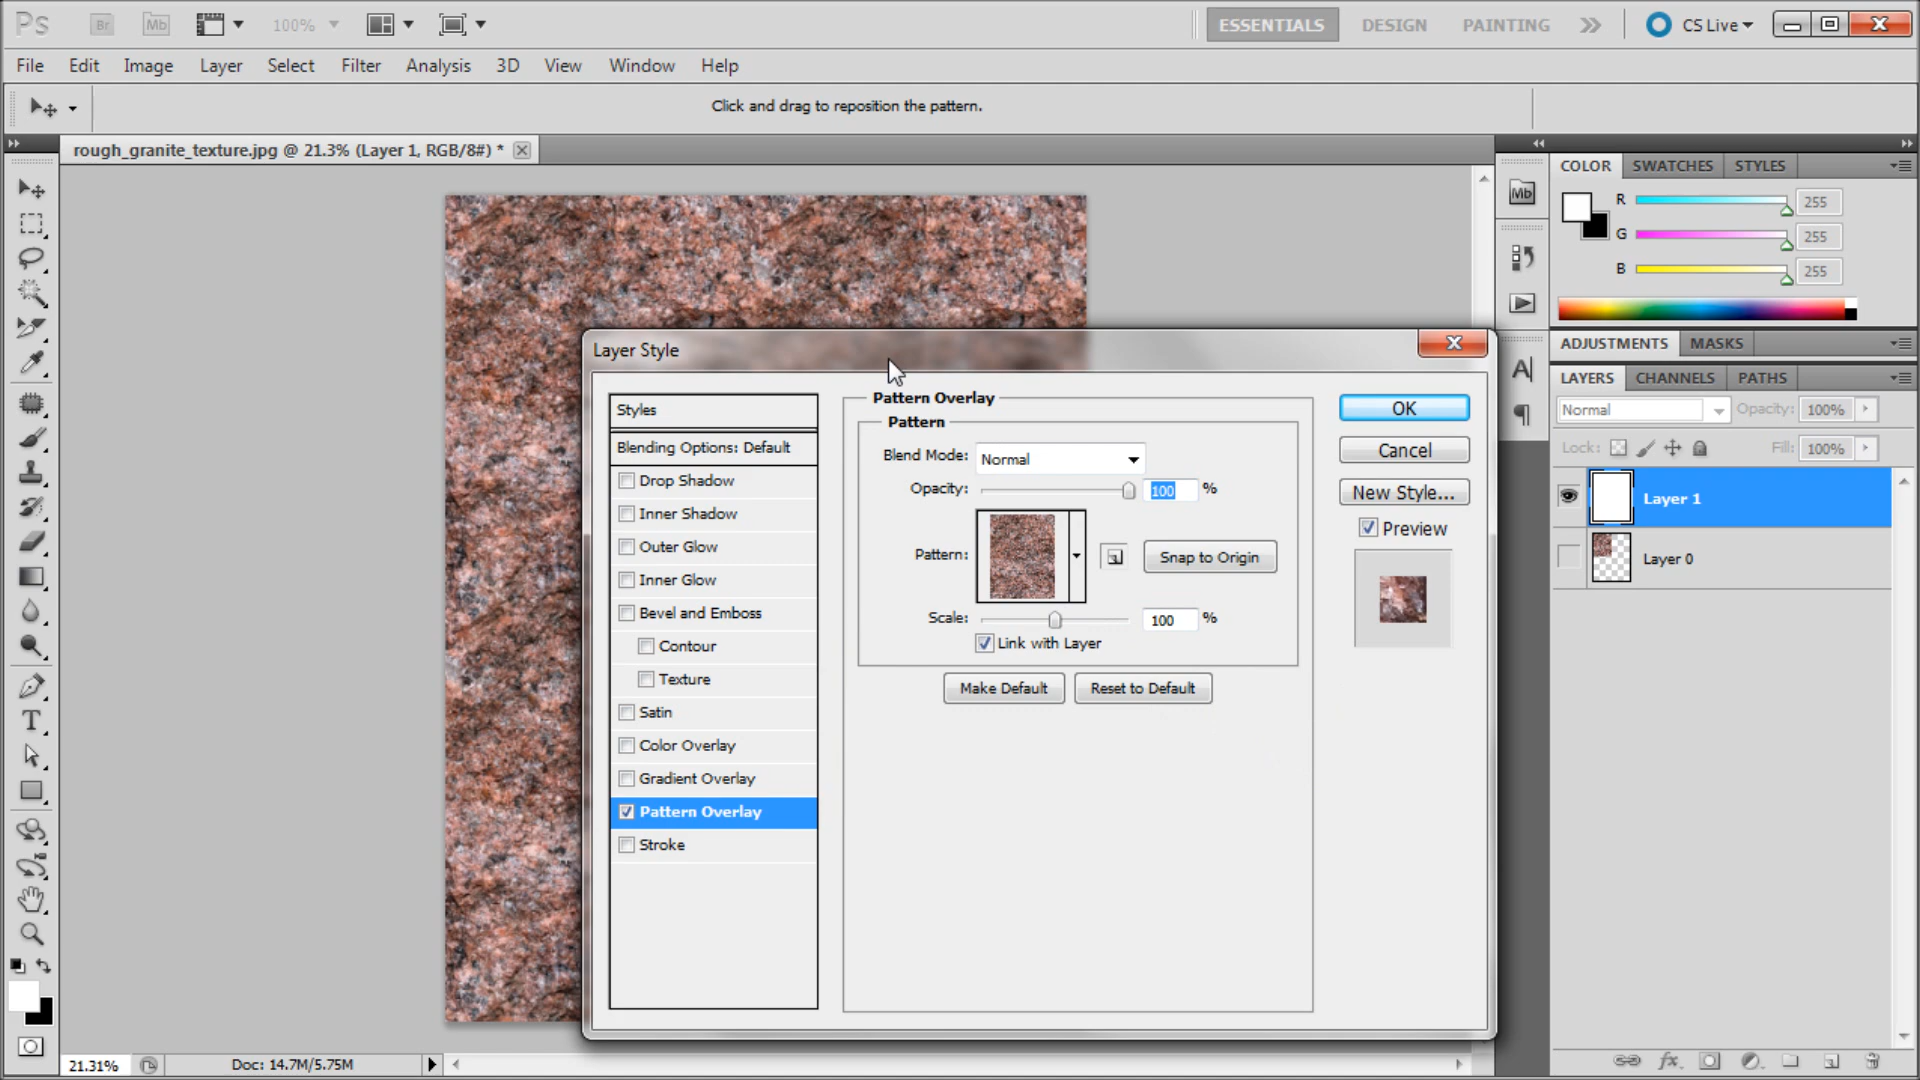 Ps Br Mb 100% ESSENTIALS DESIGN PAINTING CS Live
File Edit Image Layer Select Filter Analysis 3D View Window Help
Click and drag to reposition the pattern.
rough_granite_texture.jpg @ 21.3% (Layer 1, RGB/8#) *
Mb
COLOR SWATCHES STYLES
R 255
G 255
B 255
ADJUSTMENTS MASKS
LAYERS CHANNELS PATHS
Normal Opacity: 100%
Lock: Fill: 100%
Layer 1
Layer 0
Layer Style
Styles
Blending Options: Default
Drop Shadow
Inner Shadow
Outer Glow
Inner Glow
Bevel and Emboss
Contour
Texture
Satin
Color Overlay
Gradient Overlay
Pattern Overlay
Stroke
Pattern Overlay
Pattern
Blend Mode: Normal
Opacity: 100 %
Pattern: Snap to Origin
Scale: 100 %
Link with Layer
Make Default Reset to Default
OK
Cancel
New Style...
Preview
21.31% Doc: 14.7M/5.75M